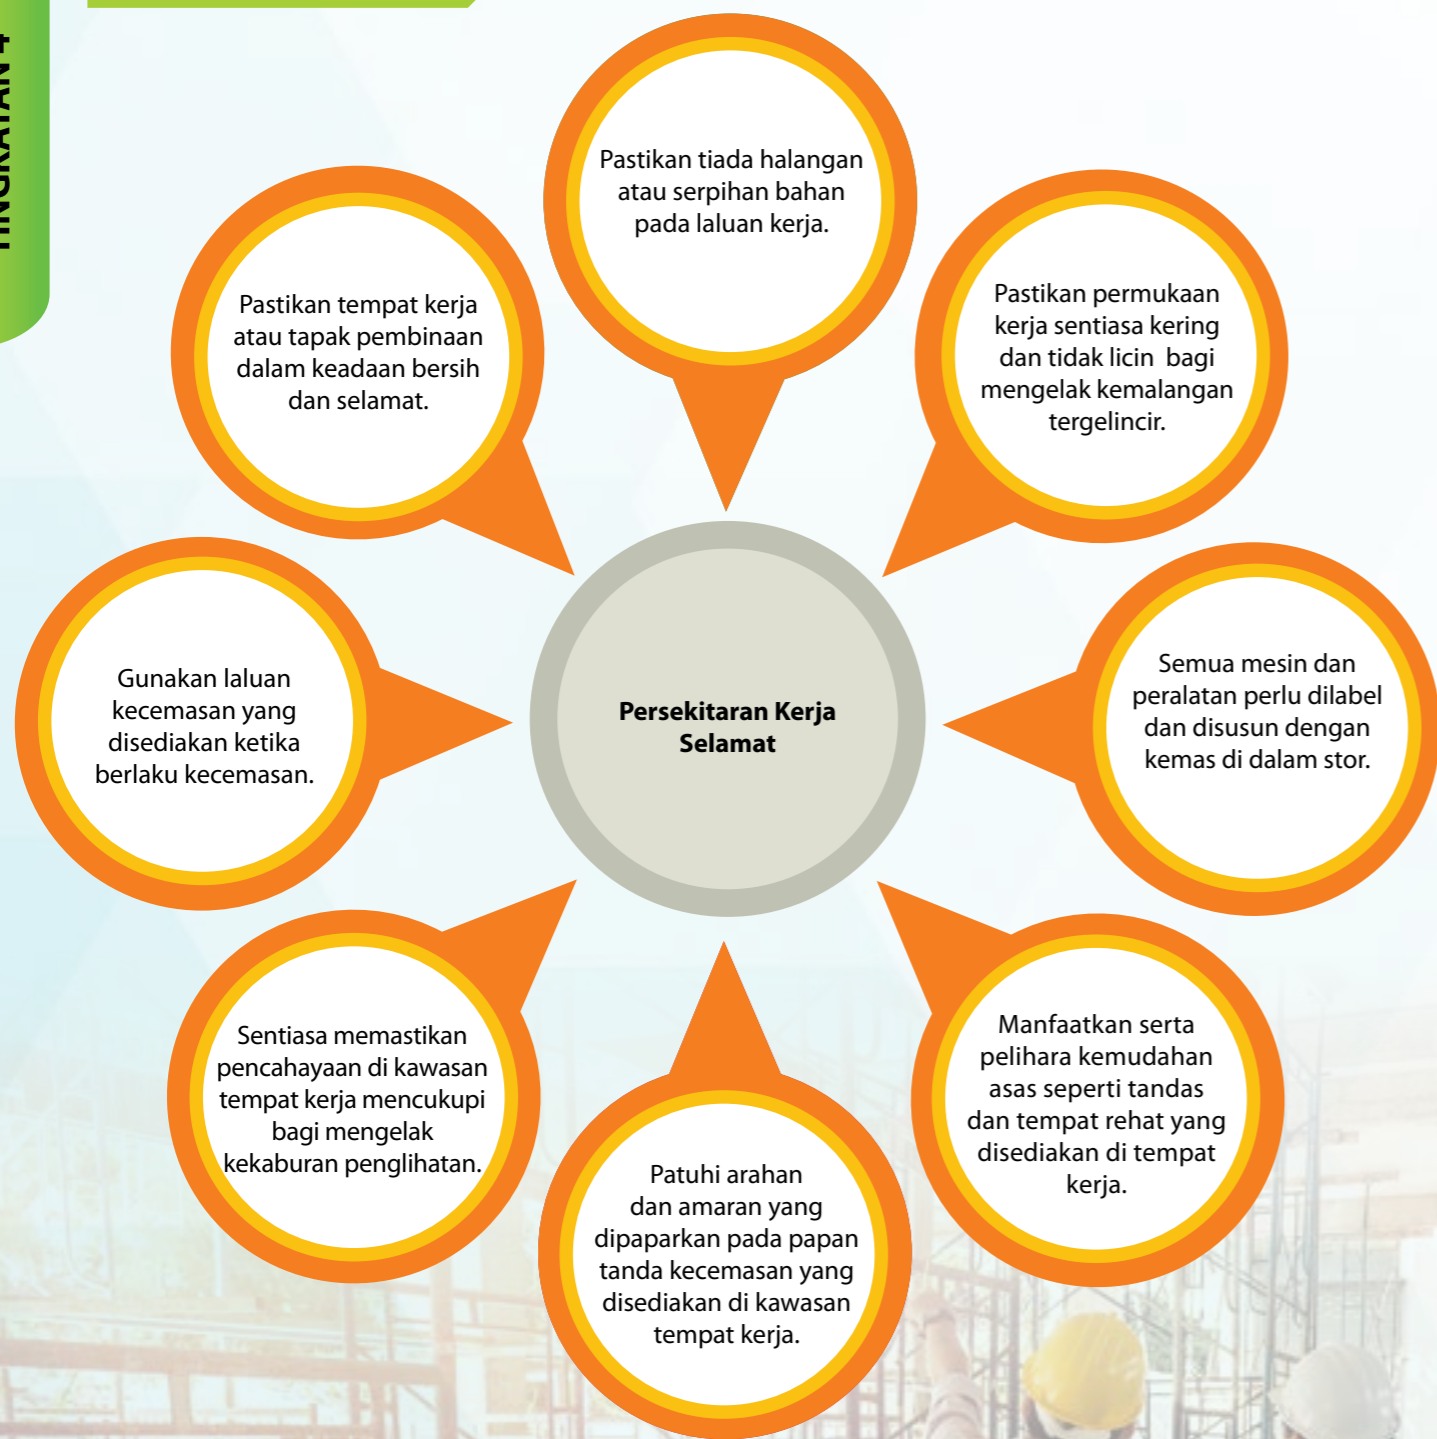 TINGKATAN 4
Pastikan tiada halangan
atau serpihan bahan
pada laluan kerja.
Pastikan permukaan
kerja sentiasa kering
dan tidak licin bagi
mengelak kemalangan
tergelincir.
Semua mesin dan
peralatan perlu dilabel
dan disusun dengan
kemas di dalam stor.
Manfaatkan serta
pelihara kemudahan
asas seperti tandas
dan tempat rehat yang
disediakan di tempat
kerja.
Patuhi arahan
dan amaran yang
dipaparkan pada papan
tanda kecemasan yang
disediakan di kawasan
tempat kerja.
Sentiasa memastikan
pencahayaan di kawasan
tempat kerja mencukupi
bagi mengelak
kekaburan penglihatan.
Gunakan laluan
kecemasan yang
disediakan ketika
berlaku kecemasan.
Pastikan tempat kerja
atau tapak pembinaan
dalam keadaan bersih
dan selamat.
Persekitaran Kerja
Selamat